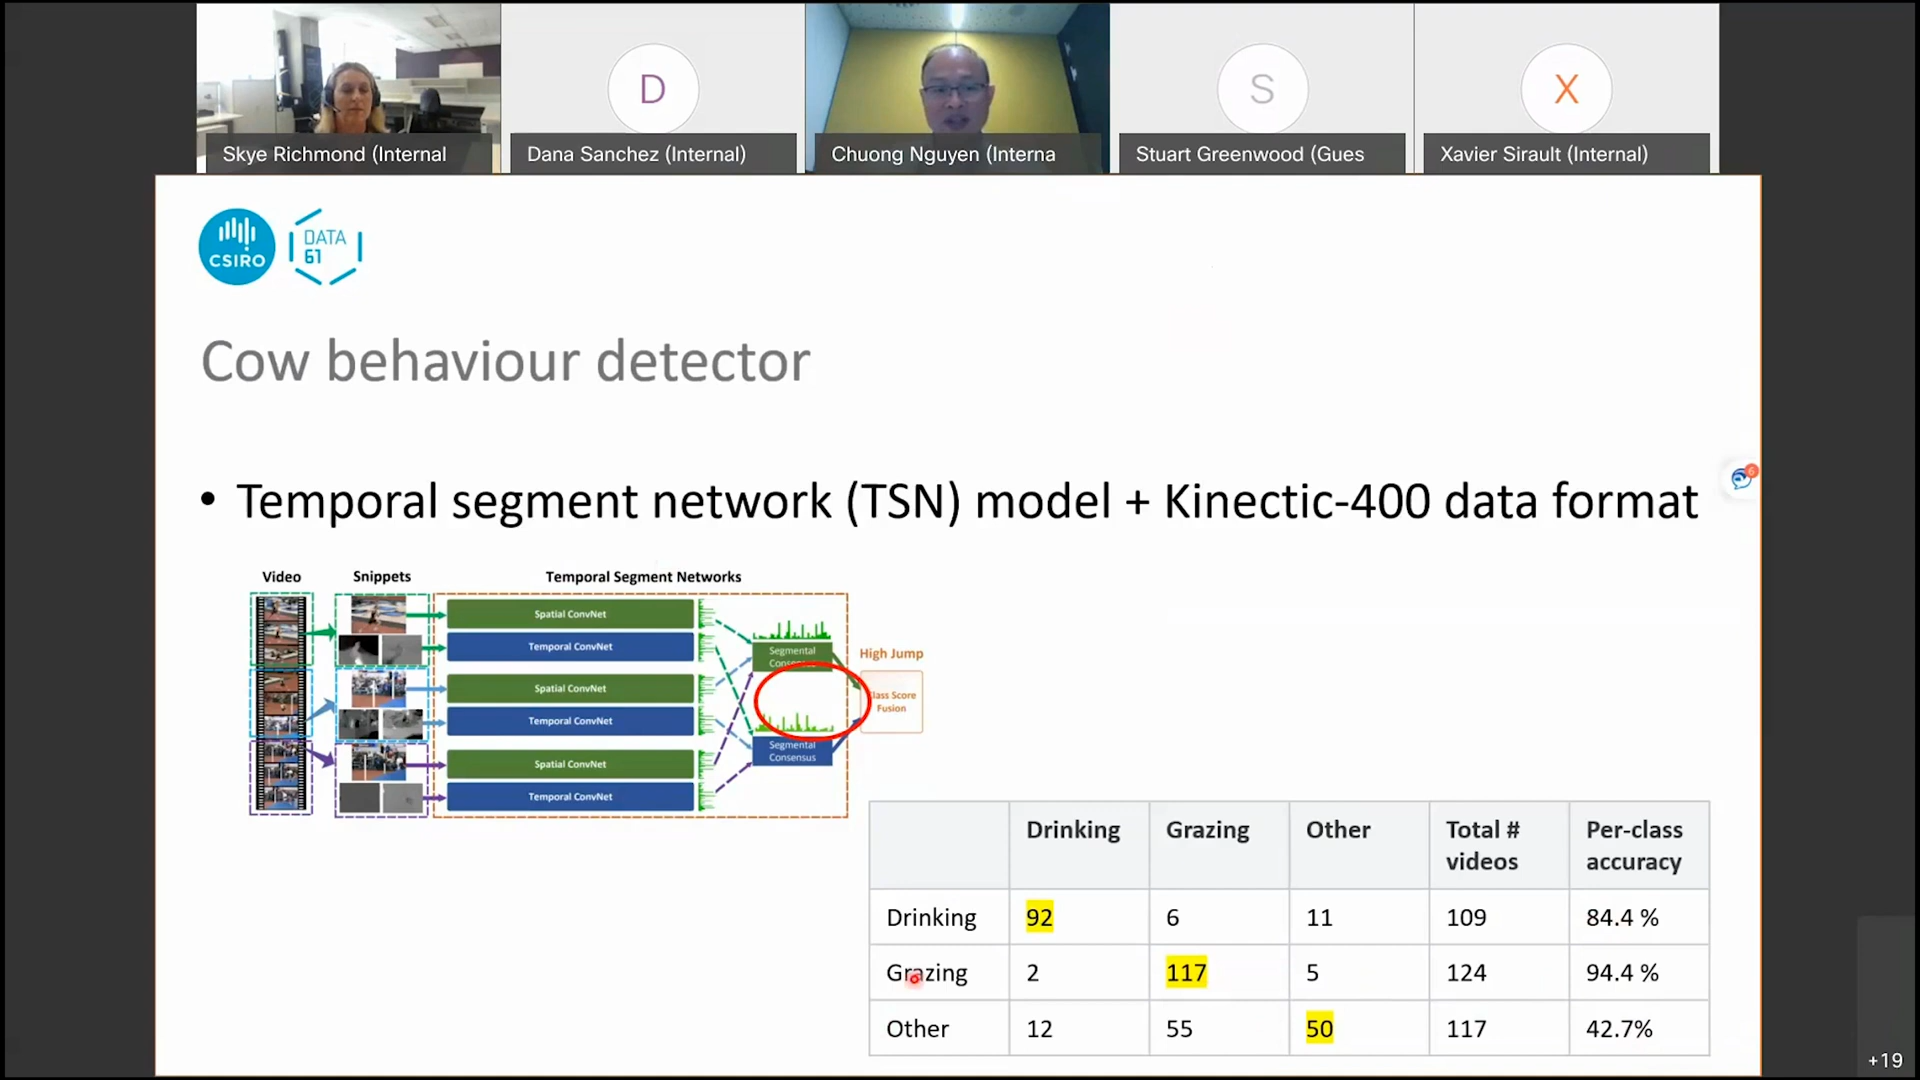 D
S
X
Skye Richmond (Internal
Dana Sanchez (Internal)
Chuong Nguyen (Interna
Stuart Greenwood (Gues
Xavier Sirault (Internal)
CSIRO
DATA
61
Cow behaviour detector
• Temporal segment network (TSN) model + Kinectic-400 data format
6
Video Snippets Temporal Segment Networks
Spatial ConvNet
Temporal ConvNet
Spatial ConvNet
Temporal ConvNet
Spatial ConvNet
Temporal ConvNet
Segmental
Segmental
Consensus
High Jump
Class Score
Fusion
Drinking Grazing Other Total # videos Per-class accuracy
Drinking 92 6 11 109 84.4 %
Grazing 2 117 5 124 94.4 %
Other 12 55 50 117 42.7%
+19